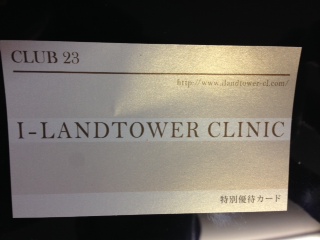 CLUB 23
http://www.ilandtower-cl.com/
I-LANDTOWER CLINIC
特別優待カード